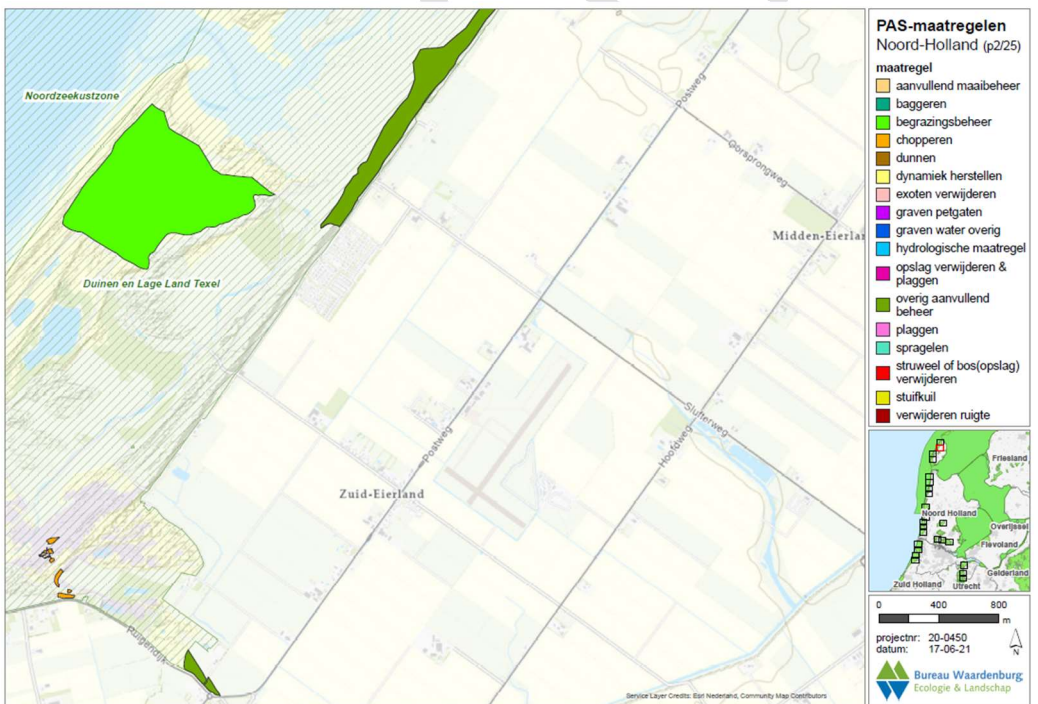 Noordzeekustzone
Duinen en Lage Land Texel
Postweg
Gorsprongweg
Midden-Eierlan
Slufterweg
Hoofdweg
Postweg
Zuid-Eierland
Ruigendijk
Service Layer Credits: Esri Nederland, Community Map Contributors
PAS-maatregelen
Noord-Holland (p2/25)
maatregel
aanvullend maaibeheer
baggeren
begrazingsbeheer
chopperen
dunnen
dynamiek herstellen
exoten verwijderen
graven petgaten
graven water overig
hydrologische maatregel
opslag verwijderen &
plaggen
overig aanvullend
beheer
plaggen
spragelen
struweel of bos(opslag)
verwijderen
stuifkuil
verwijderen ruigte
Friesland
Noord Holland
Overijssel
Flevoland
Gelderland
Zuid Holland
Utrecht
0 400 800
m
projectnr: 20-0450
datum: 17-06-21
N
Bureau Waardenburg
Ecologie & Landschap